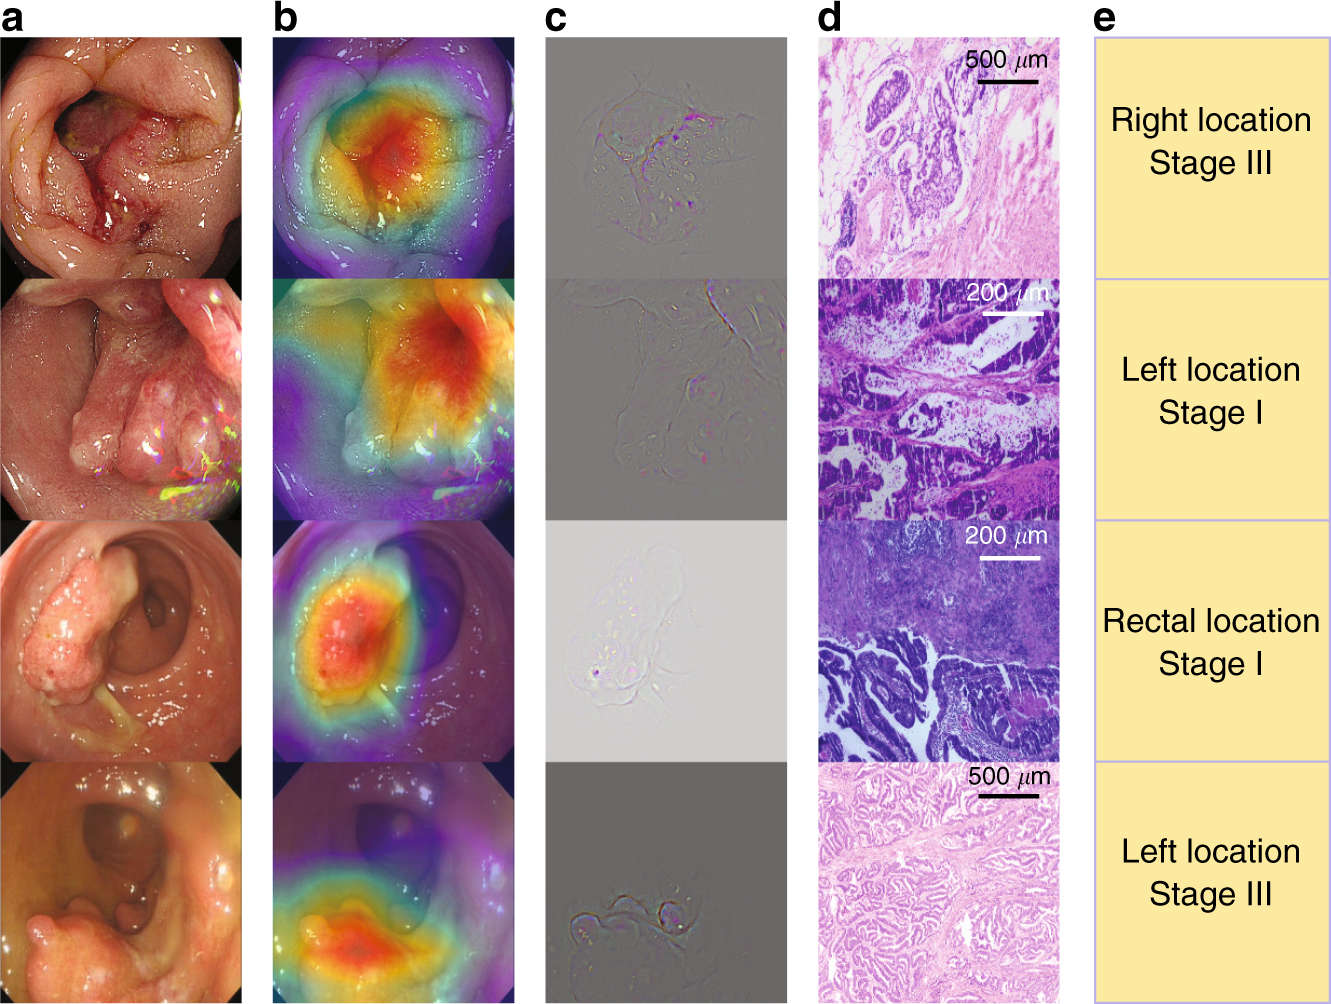 a b c d e
500 μm
Right location
Stage III
200 μm
Left location
Stage I
200 μm
Rectal location
Stage I
500 μm
Left location
Stage III